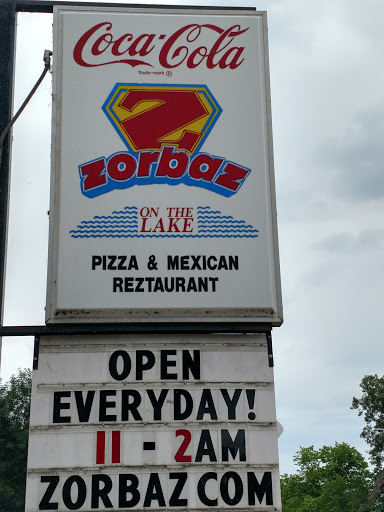 Coca-Cola
Trade-mark ®
Z
zorbaz
ON THE
LAKE
PIZZA & MEXICAN
REZTAURANT
OPEN
EVERYDAY!
11 - 2AM
ZORBAZ.COM